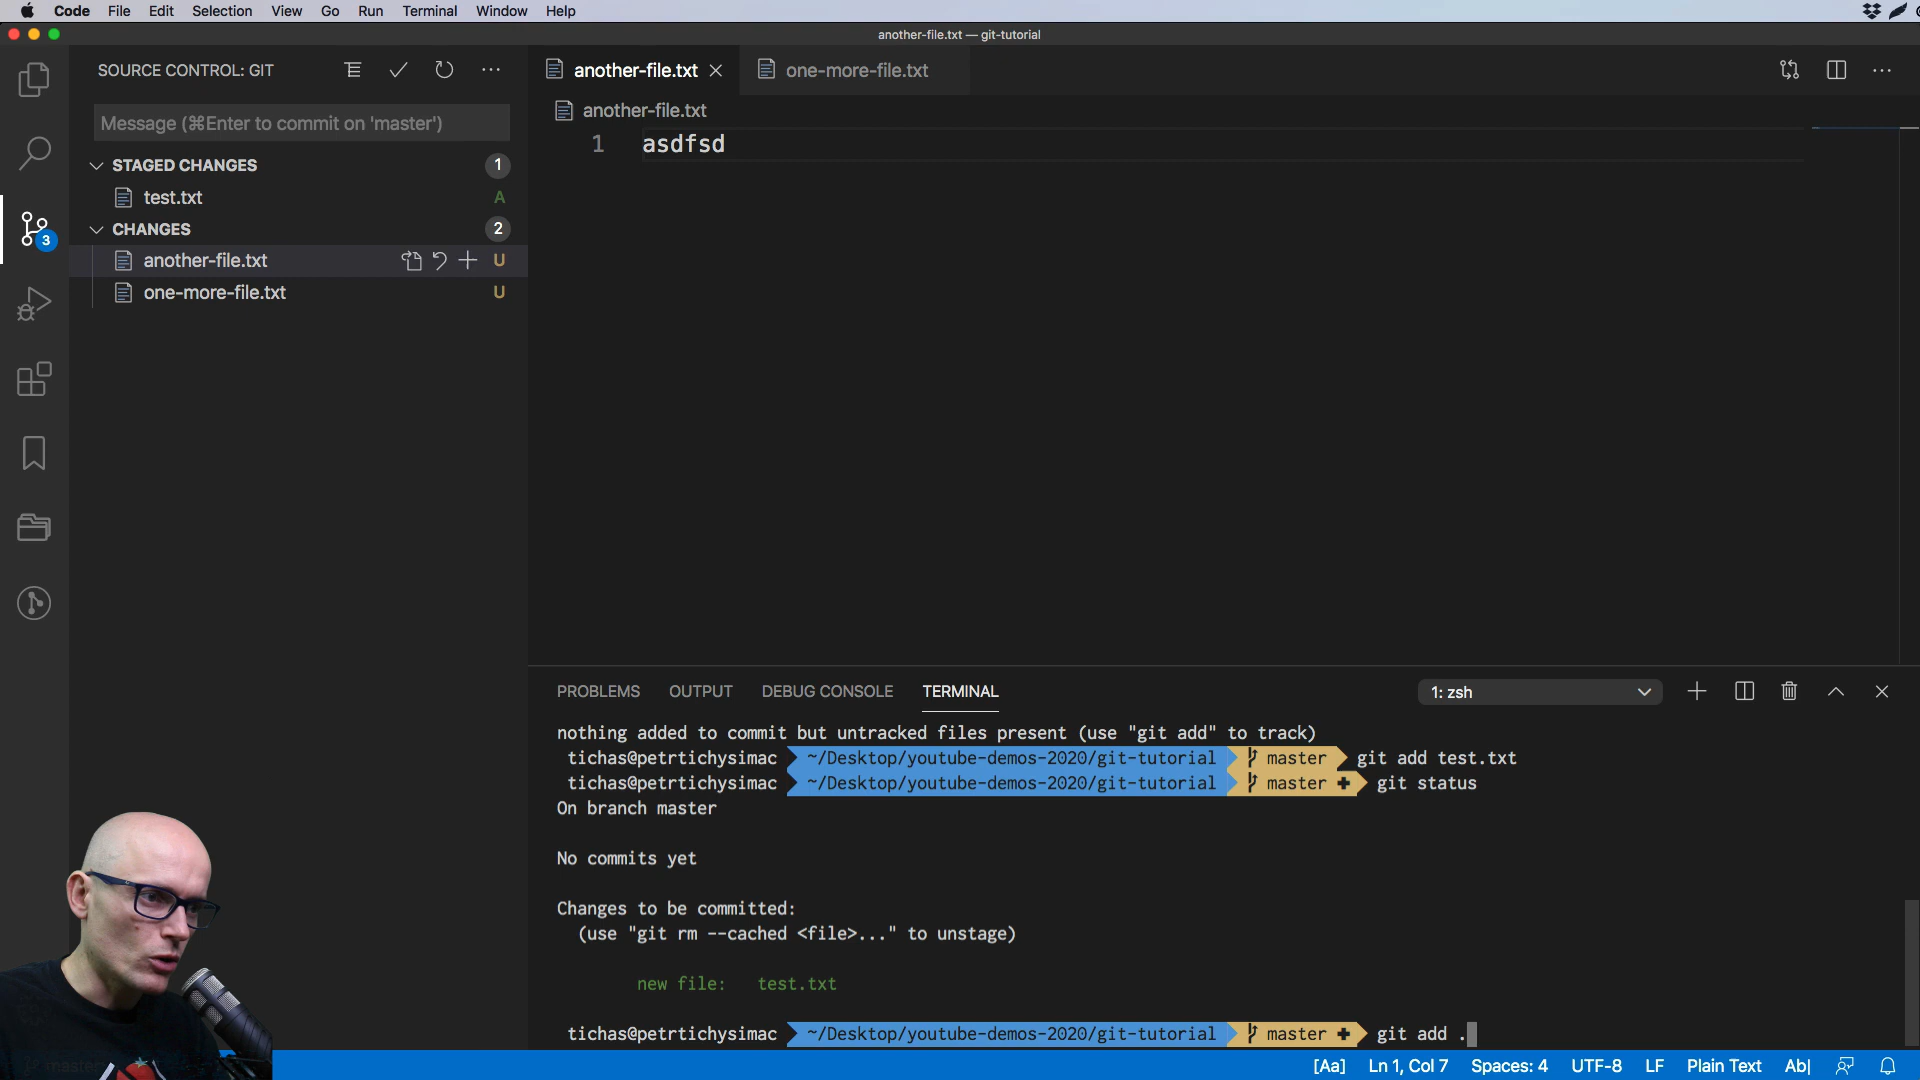 Code File Edit Selection View Go Run Terminal Window Help
another-file.txt — git-tutorial
SOURCE CONTROL: GIT
Message (⌘Enter to commit on 'master')
STAGED CHANGES 1
test.txt A
CHANGES 2
another-file.txt U
one-more-file.txt U
3
another-file.txt one-more-file.txt
another-file.txt
1 asdfsd
PROBLEMS OUTPUT DEBUG CONSOLE TERMINAL 1: zsh
nothing added to commit but untracked files present (use "git add" to track)
tichas@petrtichysimac ~/Desktop/youtube-demos-2020/git-tutorial master git add test.txt
tichas@petrtichysimac ~/Desktop/youtube-demos-2020/git-tutorial master ✚ git status
On branch master
No commits yet
Changes to be committed:
(use "git rm --cached <file>..." to unstage)
new file: test.txt
tichas@petrtichysimac ~/Desktop/youtube-demos-2020/git-tutorial master ✚ git add .
master
[Aa] Ln 1, Col 7 Spaces: 4 UTF-8 LF Plain Text Ab|